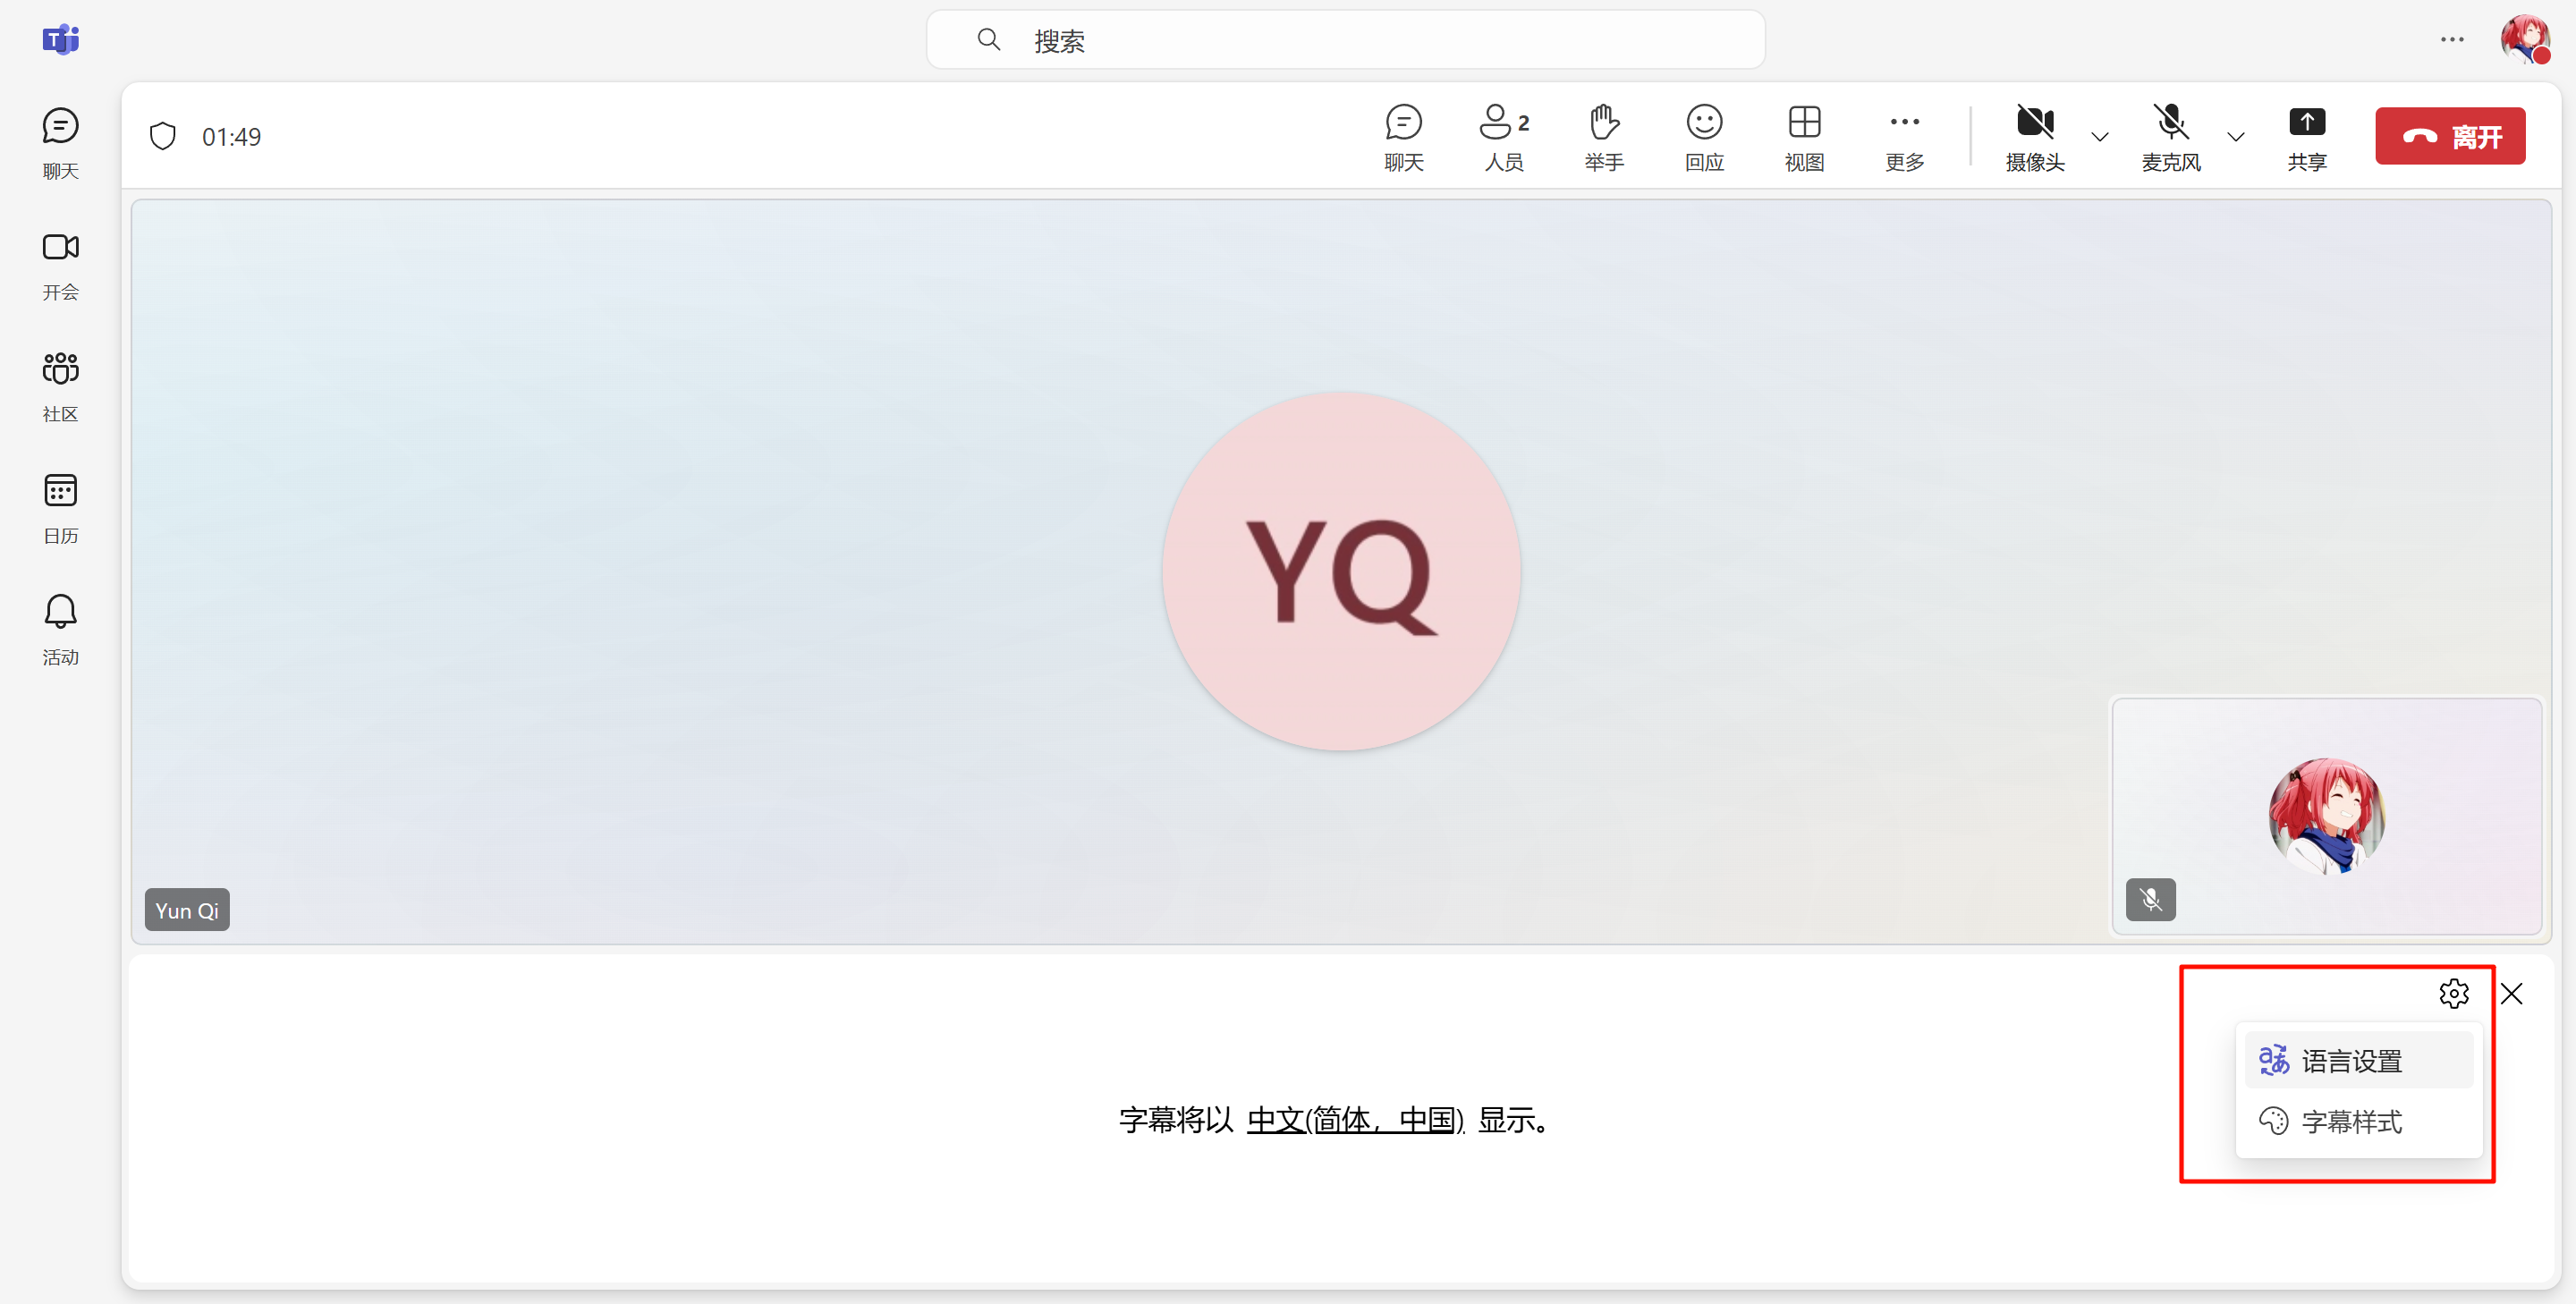 搜索
聊天
开会
社区
日历
活动
01:49
聊天
2
人员
举手
回应
视图
更多
摄像头
麦克风
共享
离开
YQ
Yun Qi
语言设置
字幕样式
字幕将以 中文(简体，中国) 显示。